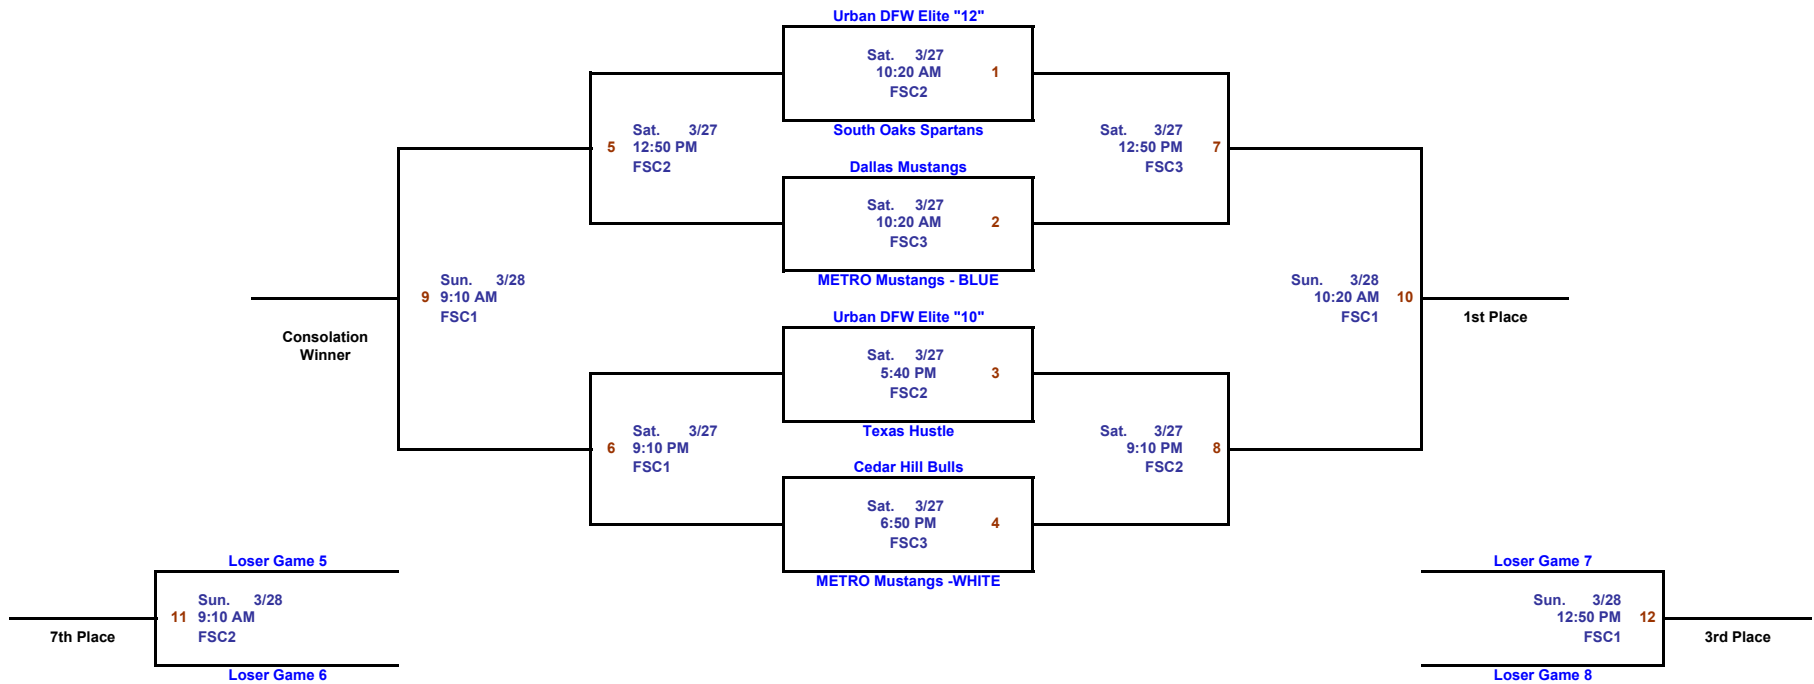 Urban DFW Elite "12"
Sat. 3/27
10:20 AM 1
FSC2
South Oaks Spartans
Sat. 3/27
5 12:50 PM
FSC2
Sat. 3/27
12:50 PM 7
FSC3
Dallas Mustangs
Sat. 3/27
10:20 AM 2
FSC3
METRO Mustangs - BLUE
Sun. 3/28
9 9:10 AM
FSC1
Consolation
Winner
Sun. 3/28
10:20 AM 10
FSC1
1st Place
Urban DFW Elite "10"
Sat. 3/27
5:40 PM 3
FSC2
Texas Hustle
Sat. 3/27
6 9:10 PM
FSC1
Sat. 3/27
9:10 PM 8
FSC2
Cedar Hill Bulls
Sat. 3/27
6:50 PM 4
FSC3
METRO Mustangs -WHITE
Loser Game 5
Sun. 3/28
11 9:10 AM
FSC2
7th Place
Loser Game 6
Loser Game 7
Sun. 3/28
12:50 PM 12
FSC1
3rd Place
Loser Game 8